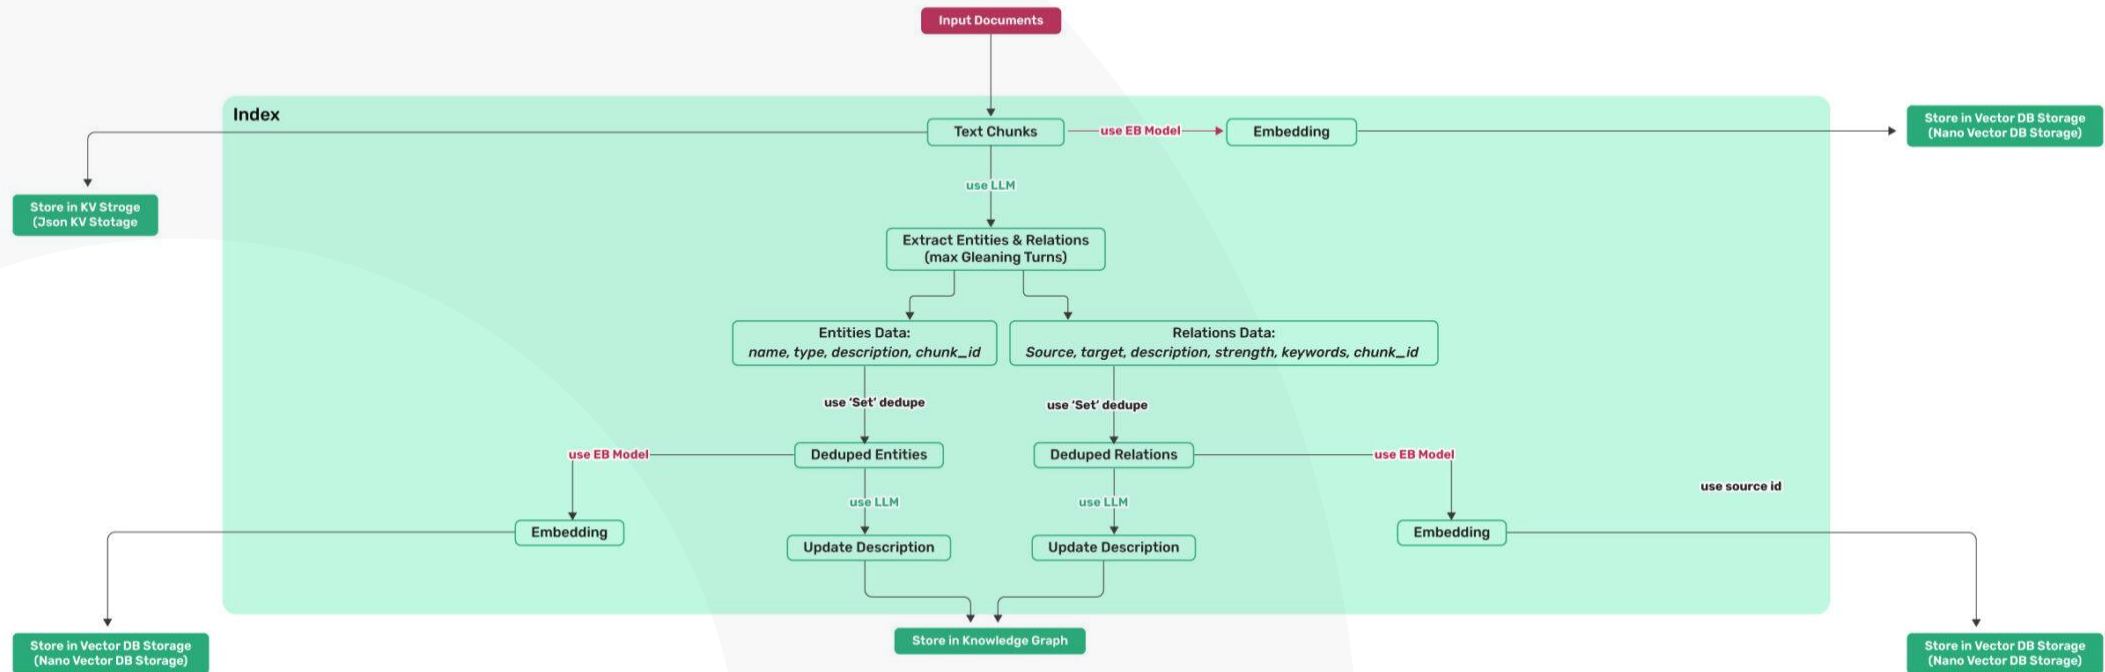 Input Documents
Index
Text Chunks
use EB Model
Embedding
Store in Vector DB Storage
(Nano Vector DB Storage)
use LLM
Store in KV Stroge
(Json KV Stotage
Extract Entities & Relations
(max Gleaning Turns)
Entities Data:
name, type, description, chunk_id
Relations Data:
Source, target, description, strength, keywords, chunk_id
use ‘Set’ dedupe
use ‘Set’ dedupe
use EB Model
Deduped Entities
Deduped Relations
use EB Model
use source id
use LLM
use LLM
Embedding
Update Description
Update Description
Embedding
Store in Vector DB Storage
(Nano Vector DB Storage)
Store in Knowledge Graph
Store in Vector DB Storage
(Nano Vector DB Storage)